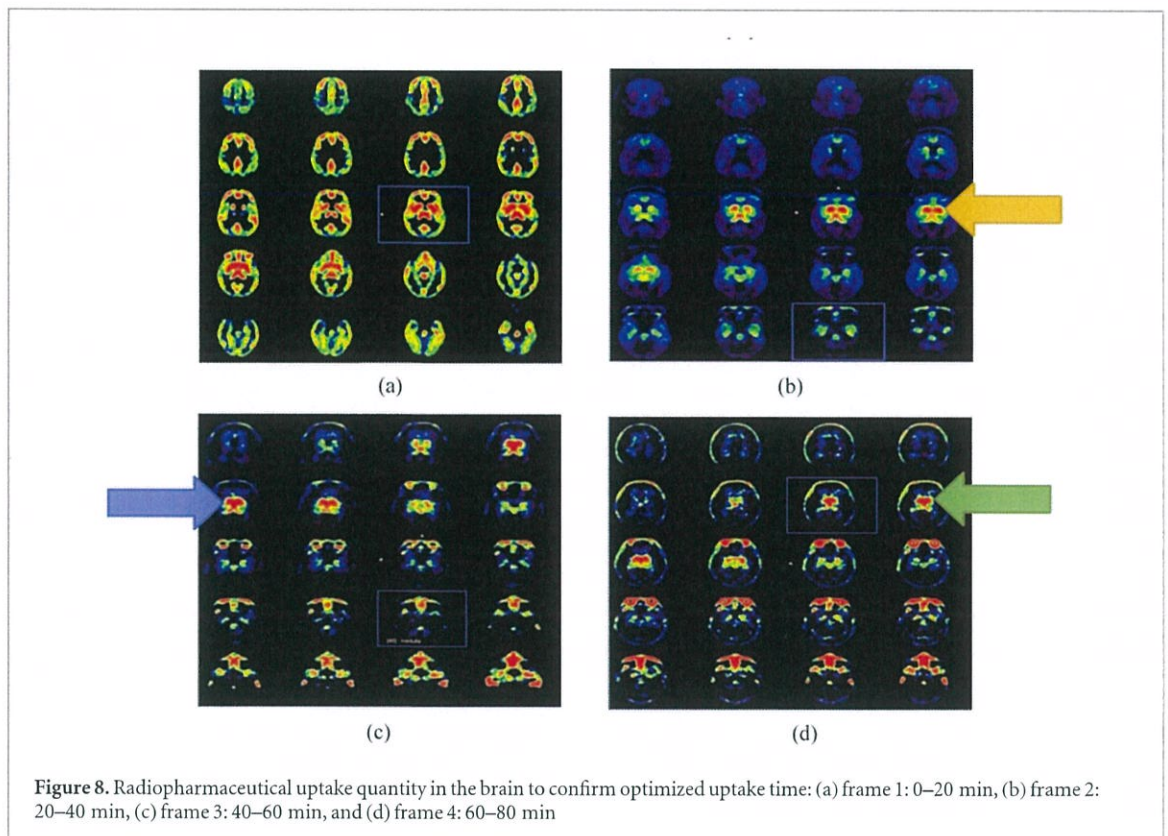 (a)
(b)
(c)
(d)
Figure 8. Radiopharmaceutical uptake quantity in the brain to confirm optimized uptake time: (a) frame 1: 0–20 min, (b) frame 2:
20–40 min, (c) frame 3: 40–60 min, and (d) frame 4: 60–80 min